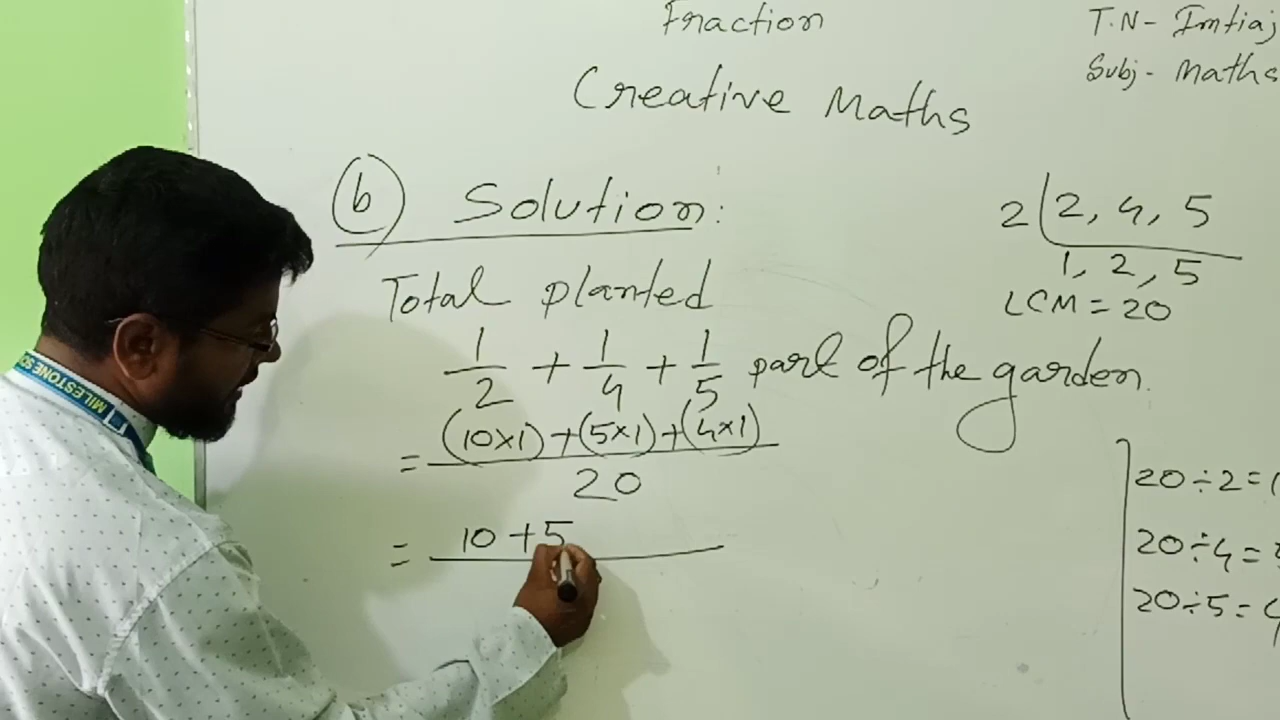 Fraction
T.N- Imtiaj
Subj- Maths
Creative Maths
(b) Solution:
2 | 2, 4, 5
1, 2, 5
LCM = 20
Total planted
1/2 + 1/4 + 1/5 part of the garden.
= (10×1)+(5×1)+(4×1) / 20
= 10 + 5
20÷2=
20÷4=
20÷5=4
MILESTONE